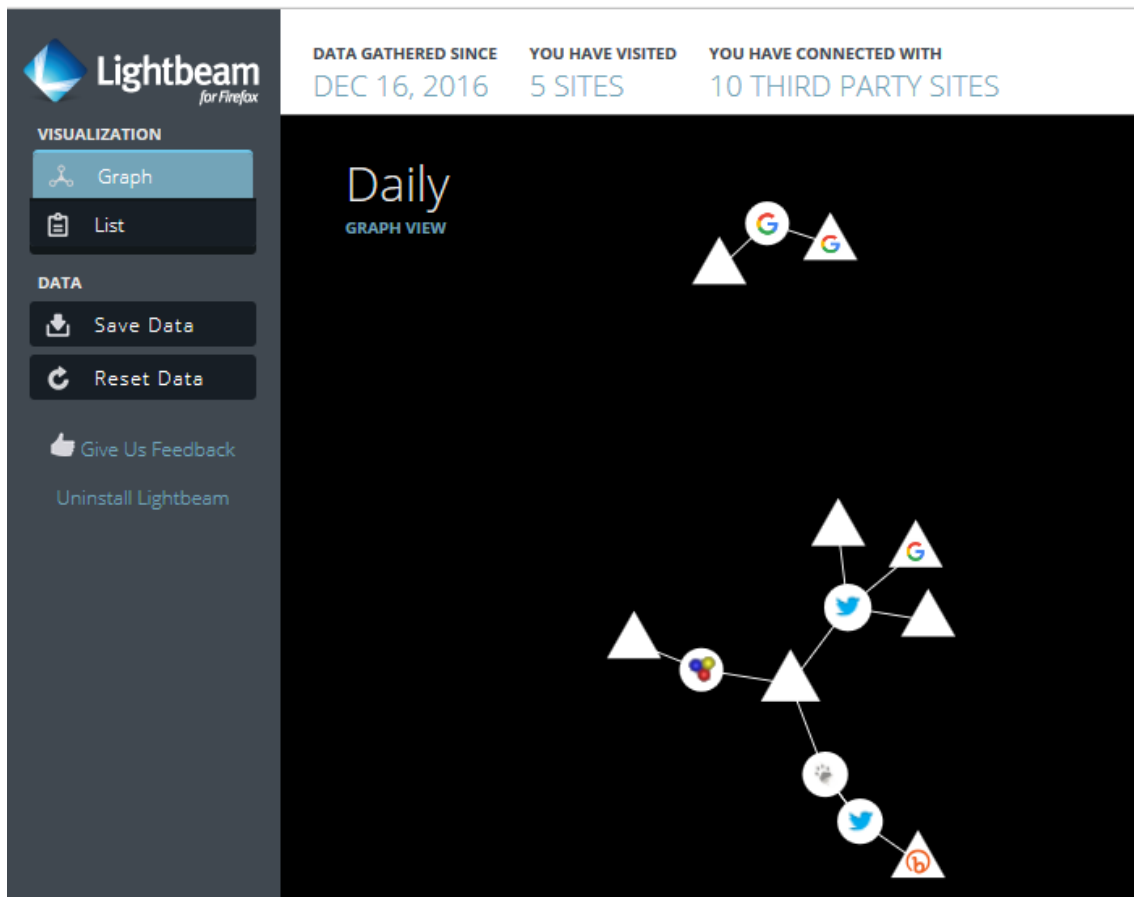 Lightbeam
for Firefox
DATA GATHERED SINCE
DEC 16, 2016
YOU HAVE VISITED
5 SITES
YOU HAVE CONNECTED WITH
10 THIRD PARTY SITES
VISUALIZATION
Graph
List
DATA
Save Data
Reset Data
Give Us Feedback
Uninstall Lightbeam
Daily
GRAPH VIEW
G
G
G
b